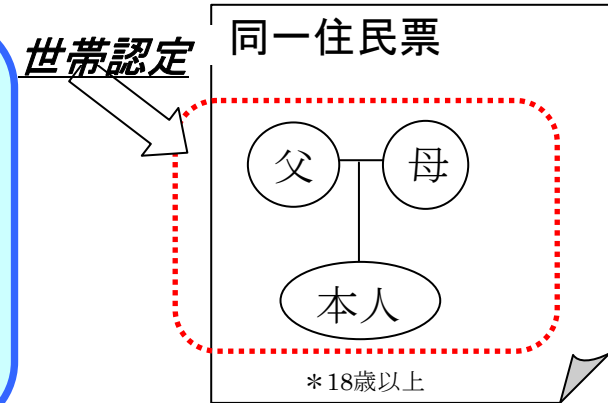 世帯認定
同一住民票
父 母
本人
＊18歳以上